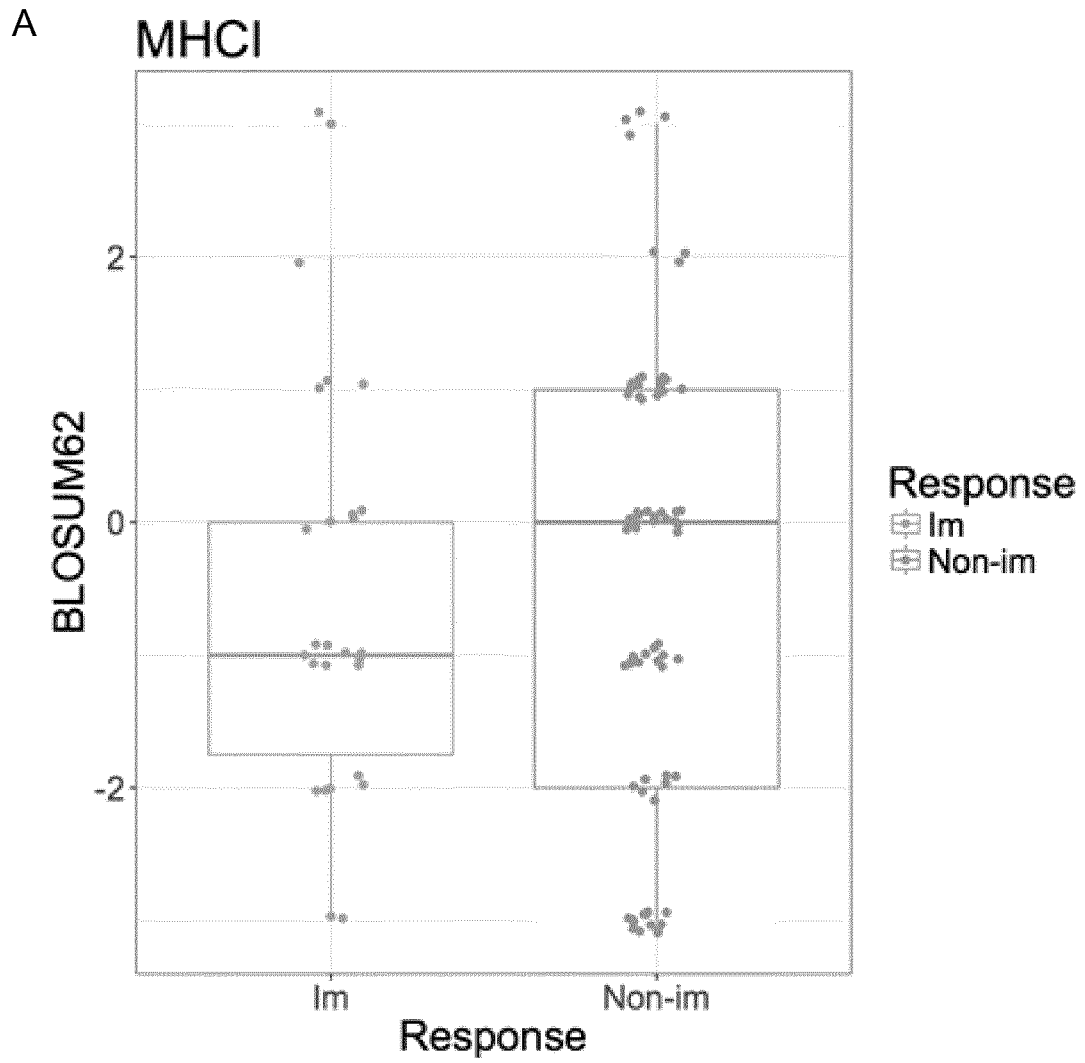 A
MHCI
BLOSUM62
2
0
-2
Im
Non-im
Response
Response
Im
Non-im